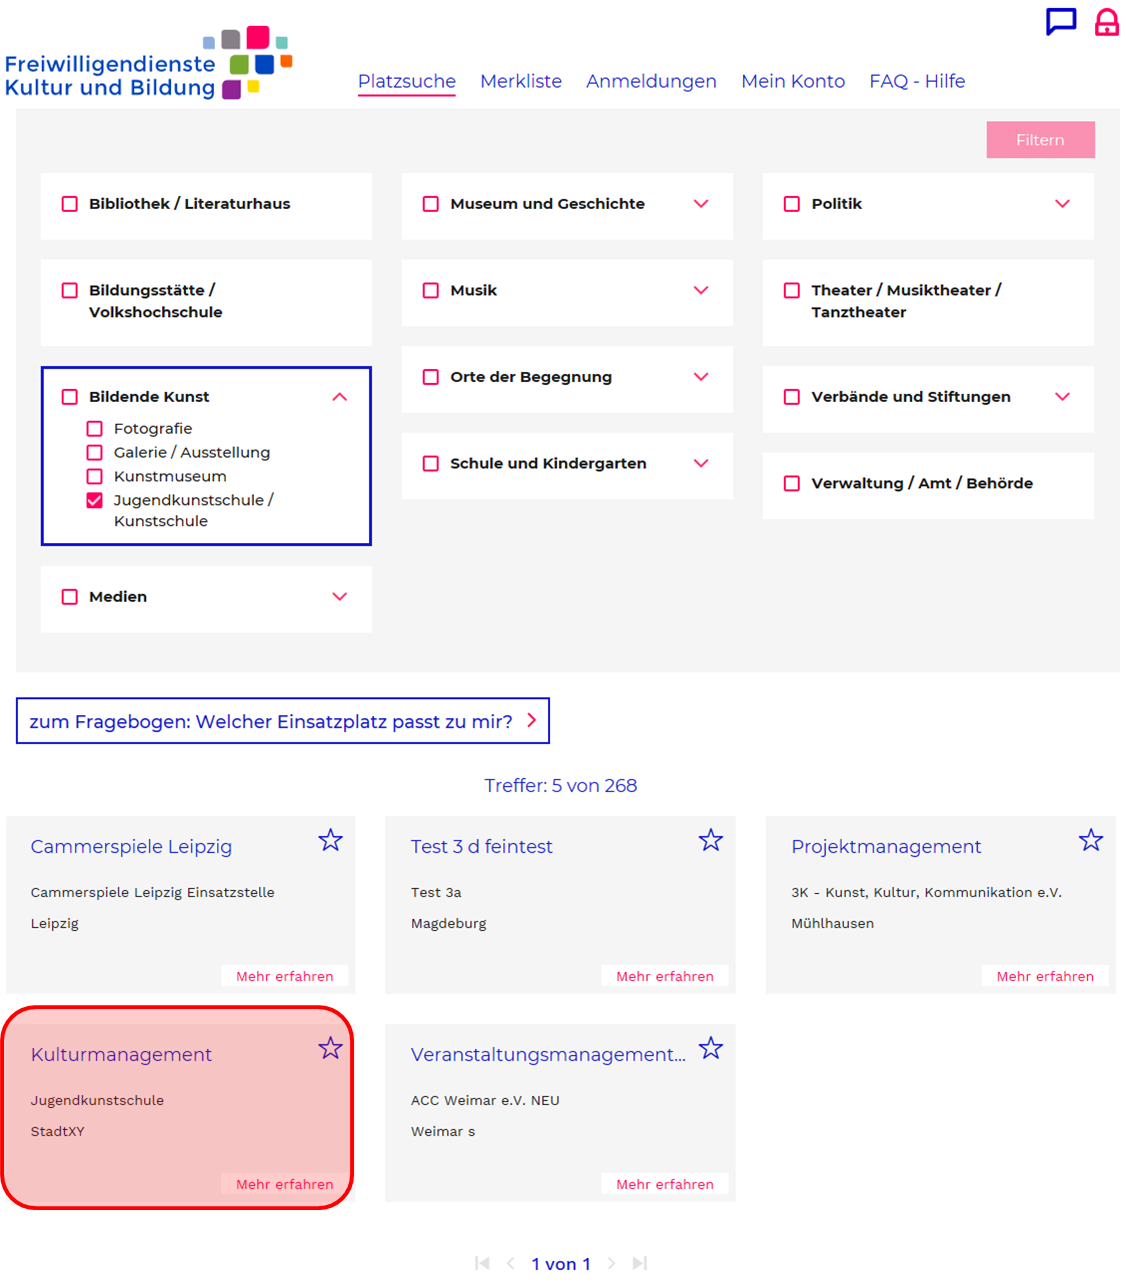 Freiwilligendienste
Kultur und Bildung
Platzsuche Merkliste Anmeldungen Mein Konto FAQ - Hilfe
Filtern
Bibliothek / Literaturhaus
Bildungsstätte /
Volkshochschule
Bildende Kunst
Fotografie
Galerie / Ausstellung
Kunstmuseum
Jugendkunstschule /
Kunstschule
Medien
Museum und Geschichte
Musik
Orte der Begegnung
Schule und Kindergarten
Politik
Theater / Musiktheater /
Tanztheater
Verbände und Stiftungen
Verwaltung / Amt / Behörde
zum Fragebogen: Welcher Einsatzplatz passt zu mir?
Treffer: 5 von 268
Cammerspiele Leipzig
Cammerspiele Leipzig Einsatzstelle
Leipzig
Mehr erfahren
Test 3 d feintest
Test 3a
Magdeburg
Mehr erfahren
Projektmanagement
3K - Kunst, Kultur, Kommunikation e.V.
Mühlhausen
Mehr erfahren
Kulturmanagement
Jugendkunstschule
StadtXY
Mehr erfahren
Veranstaltungsmanagement...
ACC Weimar e.V. NEU
Weimar s
Mehr erfahren
1 von 1